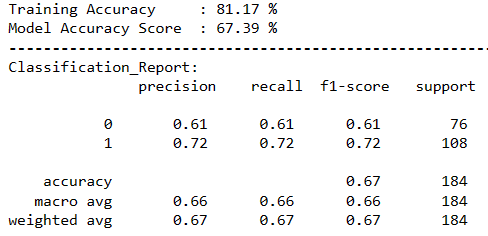 Training Accuracy    : 81.17 %
Model Accuracy Score : 67.39 %
------------------------------------------------------------
Classification_Report:
              precision    recall  f1-score   support

           0       0.61      0.61      0.61        76
           1       0.72      0.72      0.72       108

    accuracy                           0.67       184
   macro avg       0.66      0.66      0.66       184
weighted avg       0.67      0.67      0.67       184